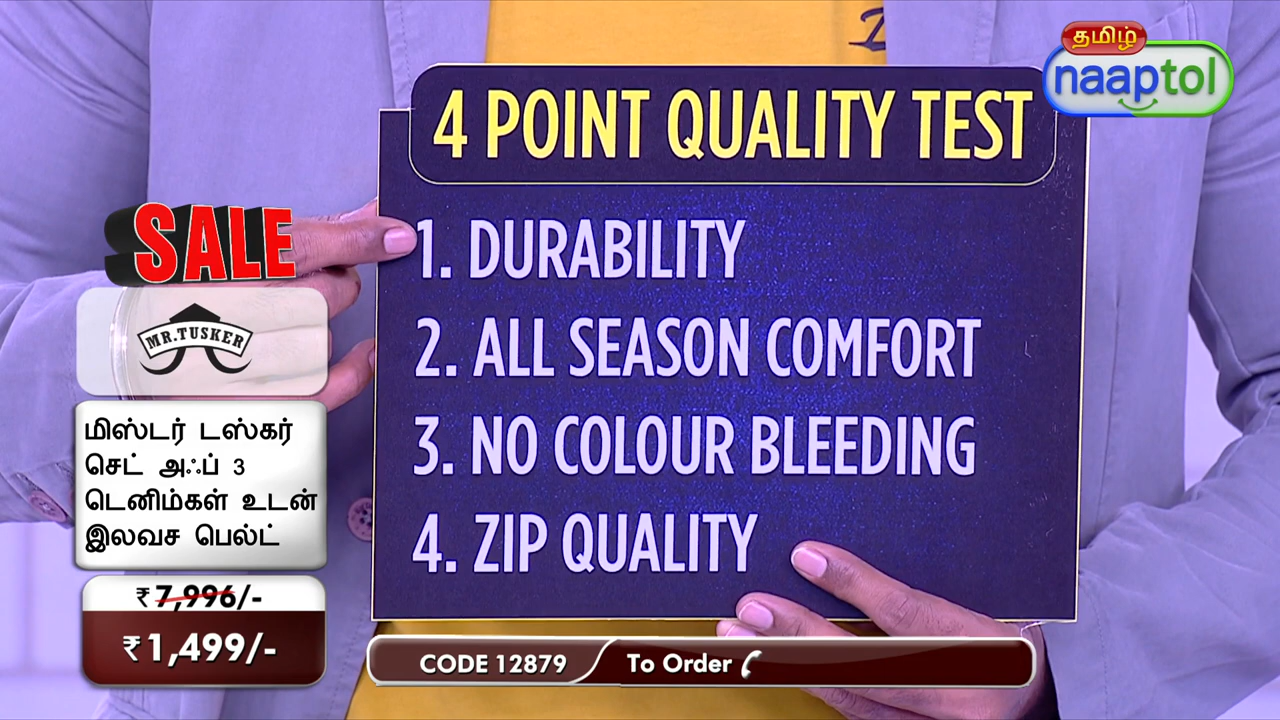 தமிழ்
naaptol
4 POINT QUALITY TEST
1. DURABILITY
2. ALL SEASON COMFORT
3. NO COLOUR BLEEDING
4. ZIP QUALITY
SALE
MR.TUSKER
மிஸ்டர் டஸ்கர்
செட் அஃப் 3
டெனிம்கள் உடன்
இலவச பெல்ட்
₹7,996/-
₹1,499/-
CODE 12879 To Order